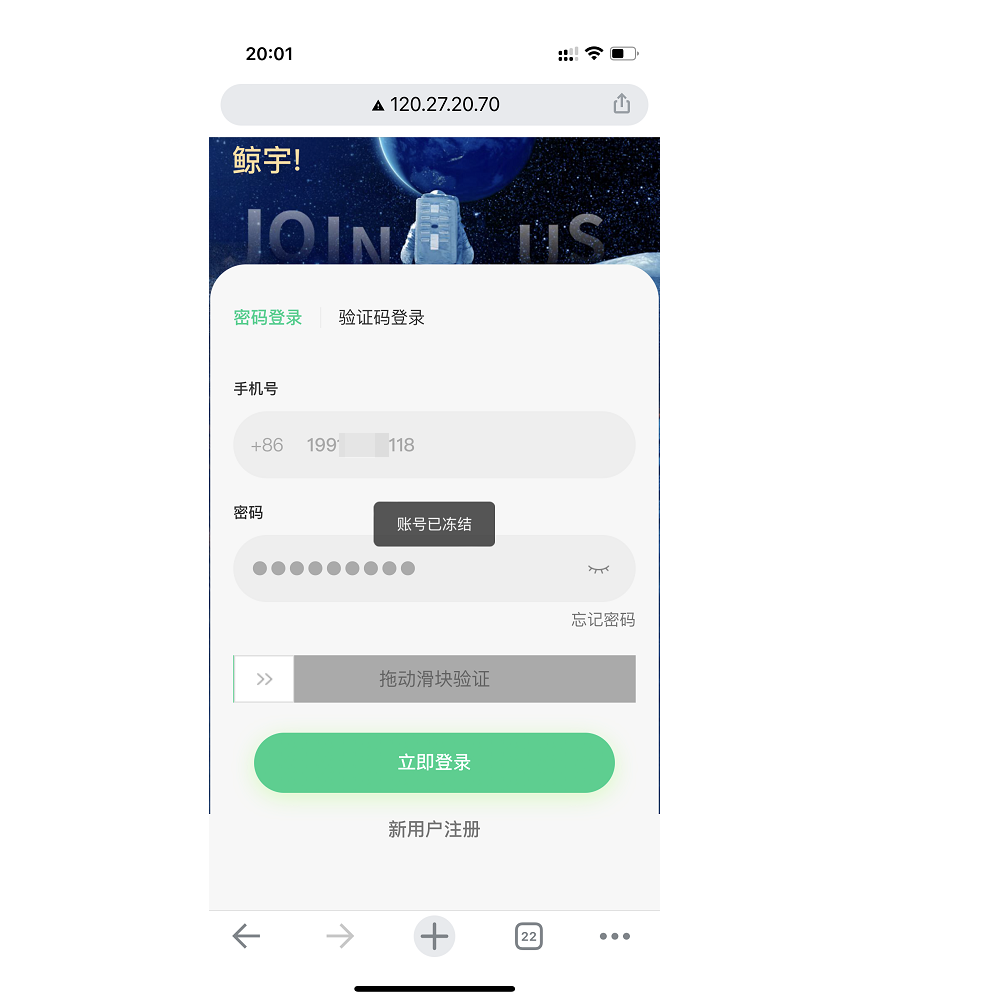 20:01
120.27.20.70
鲸宇!
JOIN US
密码登录 验证码登录
手机号
+86 199 118
密码
账号已冻结
忘记密码
拖动滑块验证
立即登录
新用户注册
22